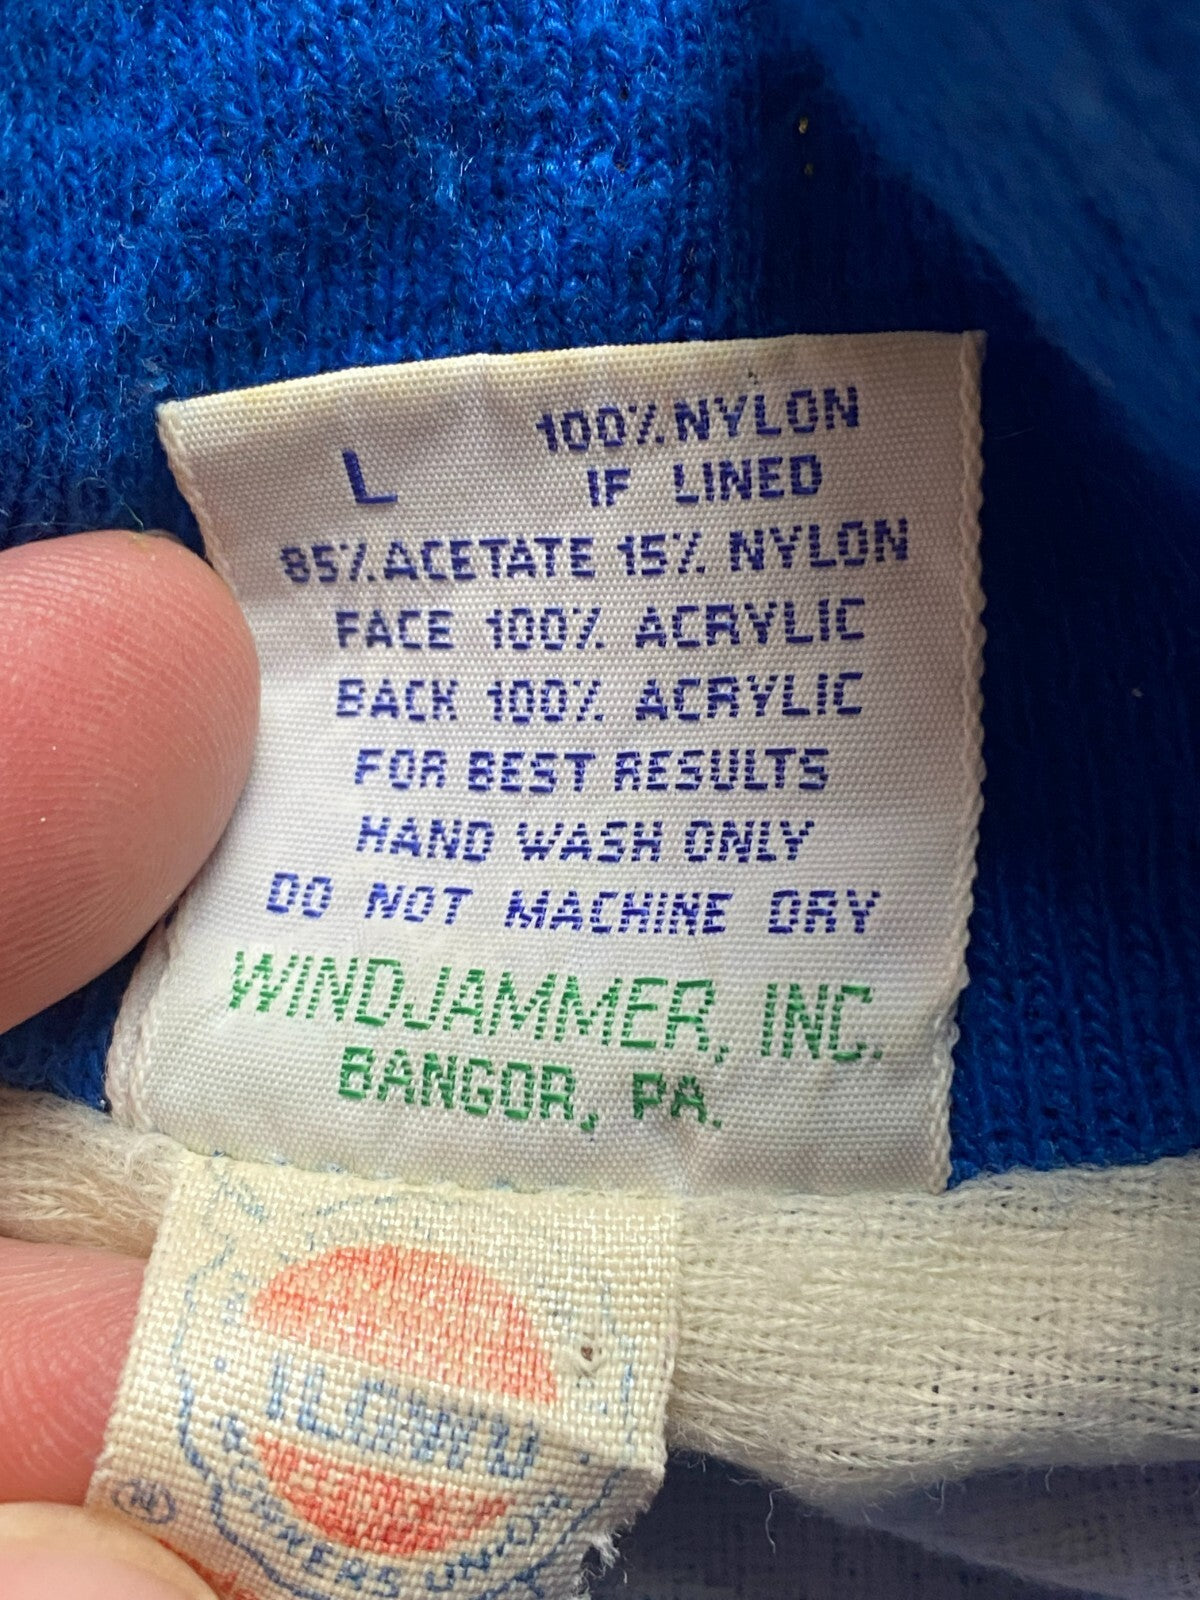 100% NYLON
L
IF LINED
85% ACETATE 15% NYLON
FACE 100% ACRYLIC
BACK 100% ACRYLIC
FOR BEST RESULTS
HAND WASH ONLY
DO NOT MACHINE DRY
WINDJAMMER, INC.
BANGOR, PA.
ILGWU